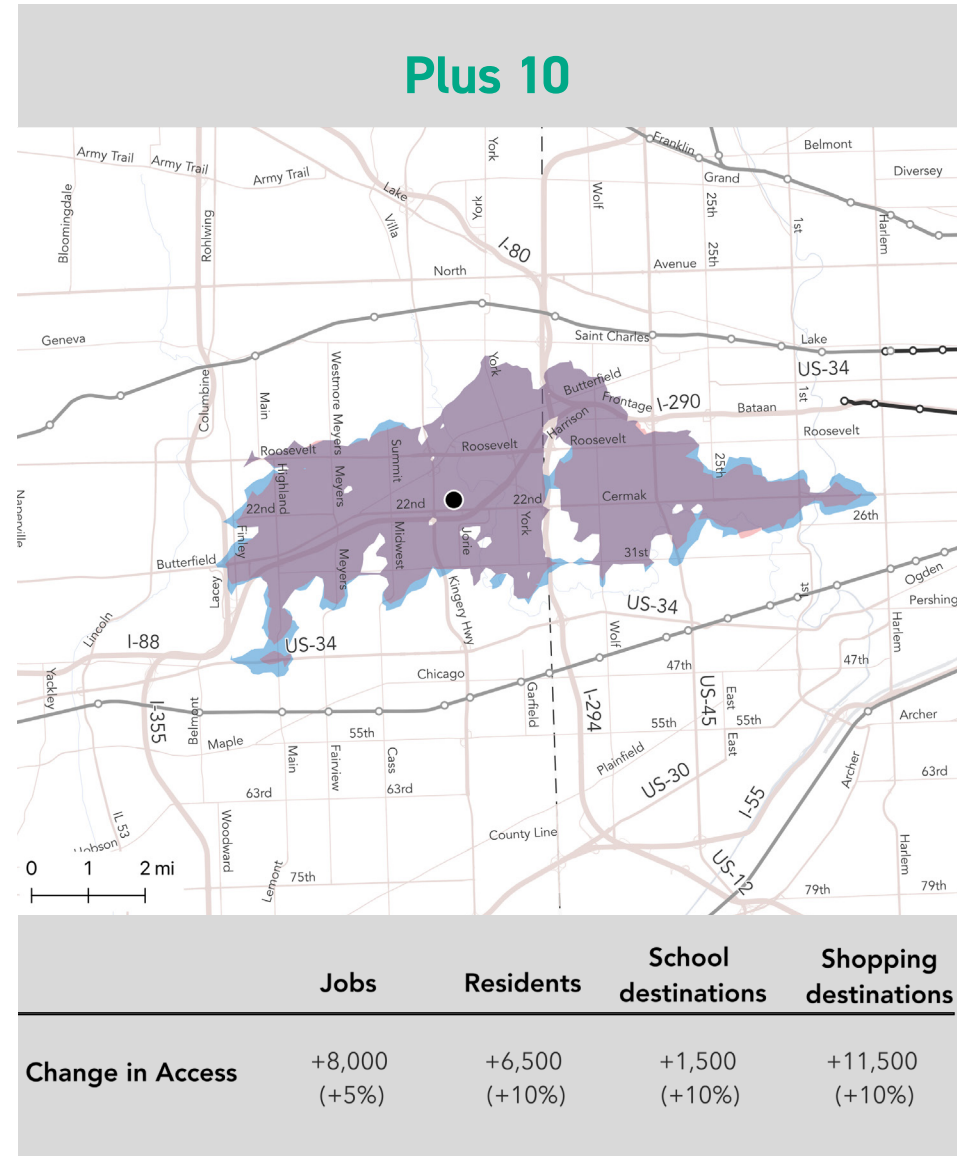 Plus 10
Franklin
Belmont
York
Army Trail
Army Trail
Army Trail
Grand
Diversey
Lake
Wolf
25th
Bloomingdale
Rohlwing
York
Villa
1st
Harlem
I-80
25th
North
Avenue
Geneva
Saint Charles
Lake
US-34
Westmore Meyers
York
Columbine
Butterfield
Main
Frontage
I-290
1st
Bataan
Harrison
Roosevelt
Roosevelt
Summit
Roosevelt
Roosevelt
Highland
Meyers
25th
22nd
22nd
22nd
Cermak
Naperville
26th
Finley
Midwest
Jorie
York
Butterfield
Meyers
31st
Lacey
Kingery Hwy
Ogden
1st
Pershing
US-34
Lincoln
I-88
US-34
Wolf
Harlem
Yackley
Chicago
47th
47th
Garfield
I-294
US-45
East
I-355
Belmont
55th
55th
55th
Archer
Maple
East
Main
Fairview
Cass
Plainfield
US-30
Archer
63rd
63rd
63rd
I-55
IL 53
Woodward
County Line
Hobson
Harlem
0 1 2 mi
Lemont
75th
US-12
79th
79th
Jobs
Residents
School
destinations
Shopping
destinations
Change in Access
+8,000
(+5%)
+6,500
(+10%)
+1,500
(+10%)
+11,500
(+10%)